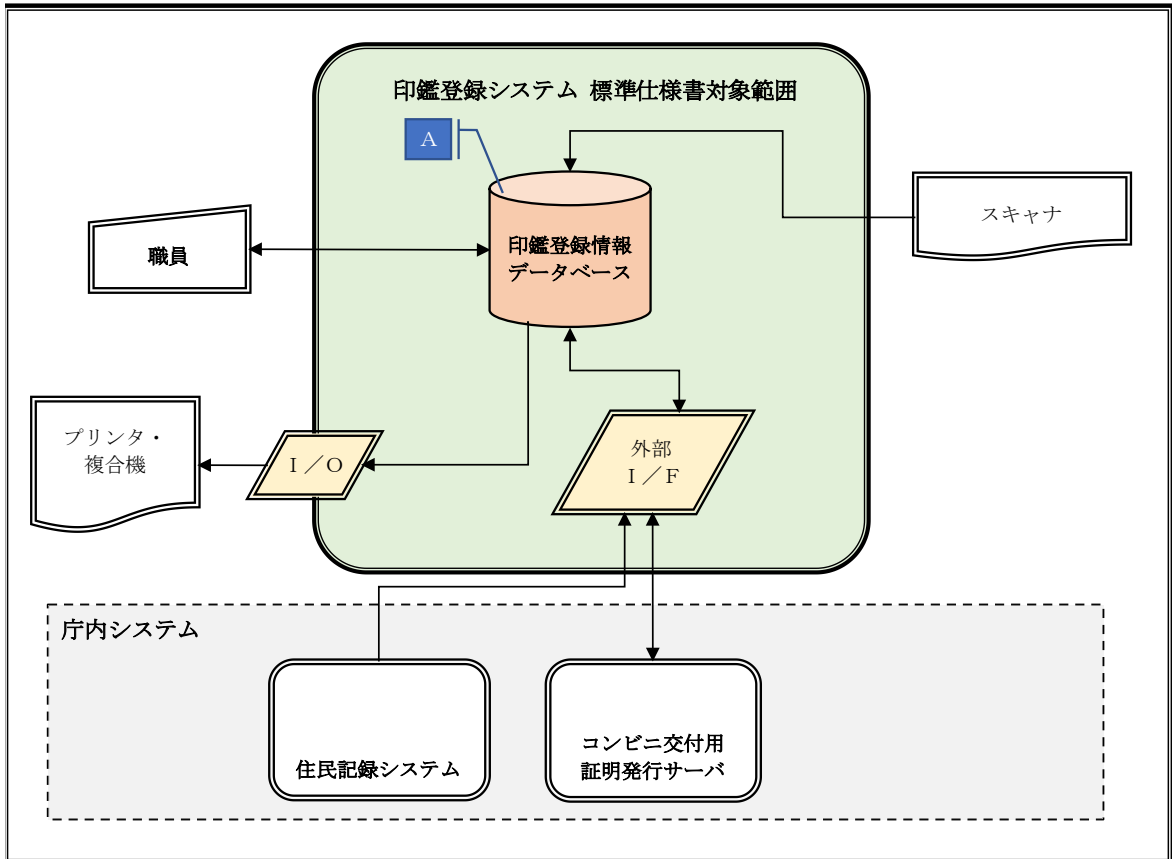 印鑑登録システム 標準仕様書対象範囲
A
印鑑登録情報
データベース
スキャナ
職員
プリンタ・
複合機
Ｉ／Ｏ
外部
Ｉ／Ｆ
庁内システム
住民記録システム
コンビニ交付用
証明発行サーバ